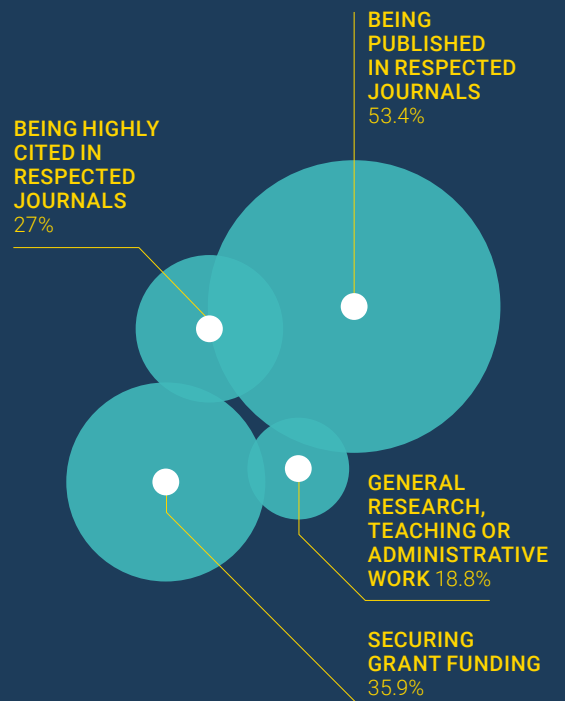 BEING
PUBLISHED
IN RESPECTED
JOURNALS
53.4%
BEING HIGHLY
CITED IN
RESPECTED
JOURNALS
27%
GENERAL
RESEARCH,
TEACHING OR
ADMINISTRATIVE
WORK 18.8%
SECURING
GRANT FUNDING
35.9%